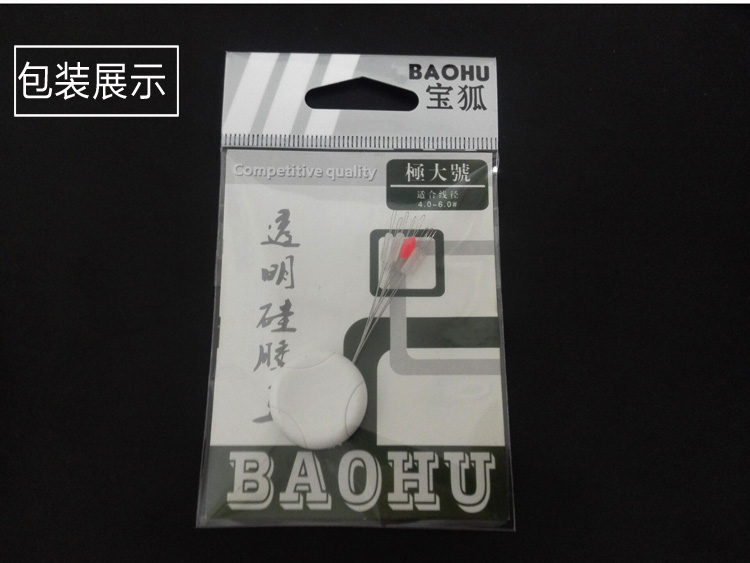 包装展示
BAOHU
宝狐
Competitive quality
極大號
适合线径
4.0-6.0#
透明硅
BAOHU